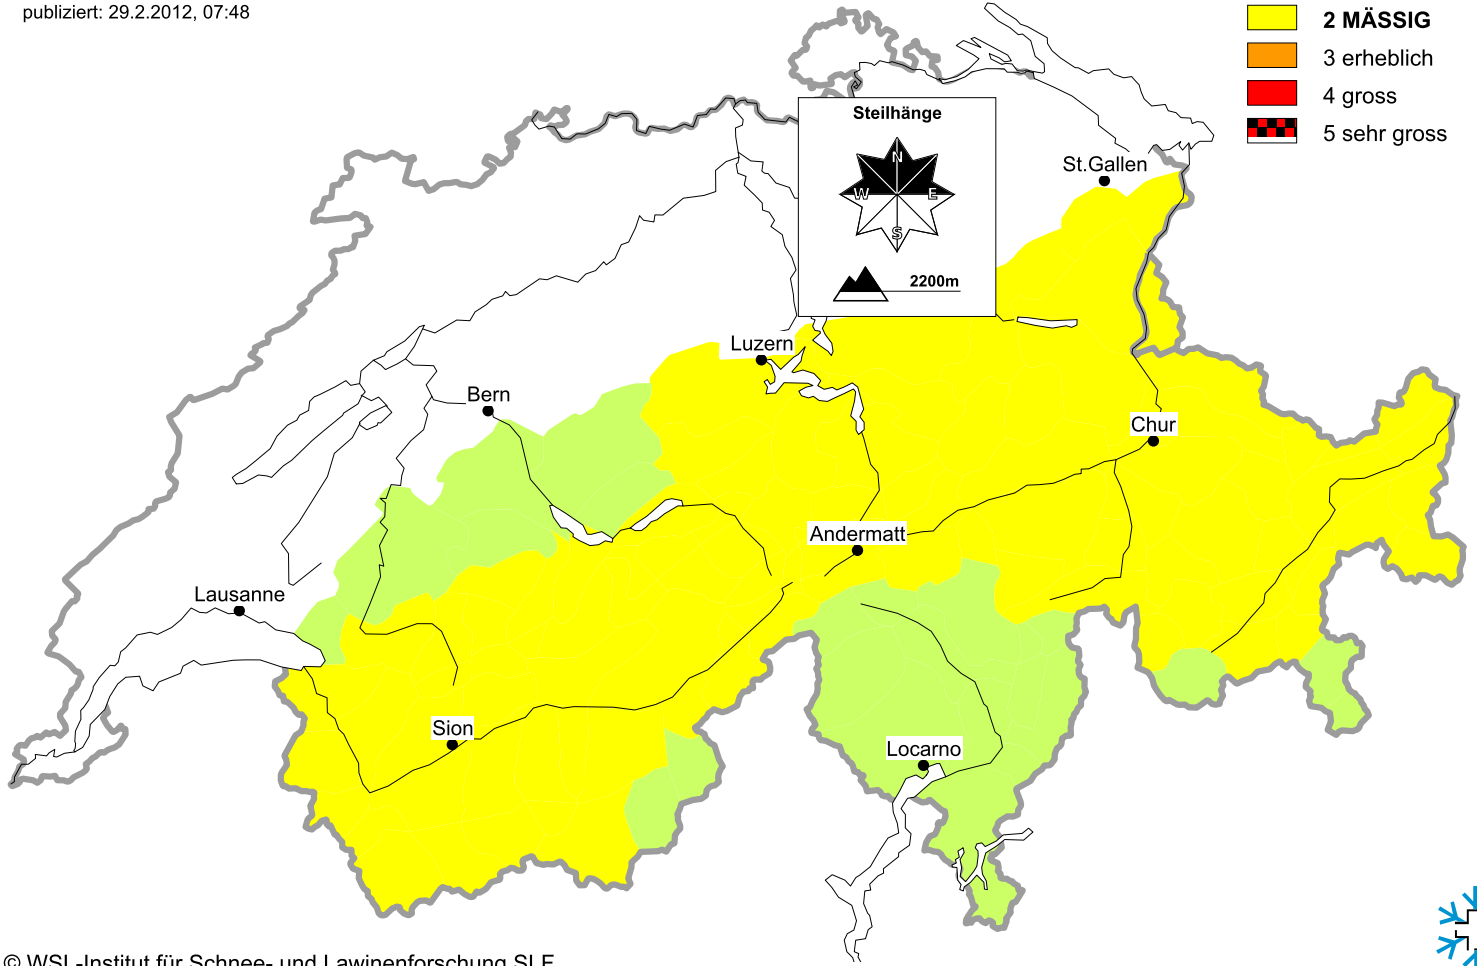 publiziert: 29.2.2012, 07:48
2 MÄSSIG
3 erheblich
4 gross
5 sehr gross
Steilhänge
N
W E
S
2200m
St.Gallen
Luzern
Bern
Chur
Andermatt
Lausanne
Sion
Locarno
© WSL-Institut für Schnee- und Lawinenforschung SLF